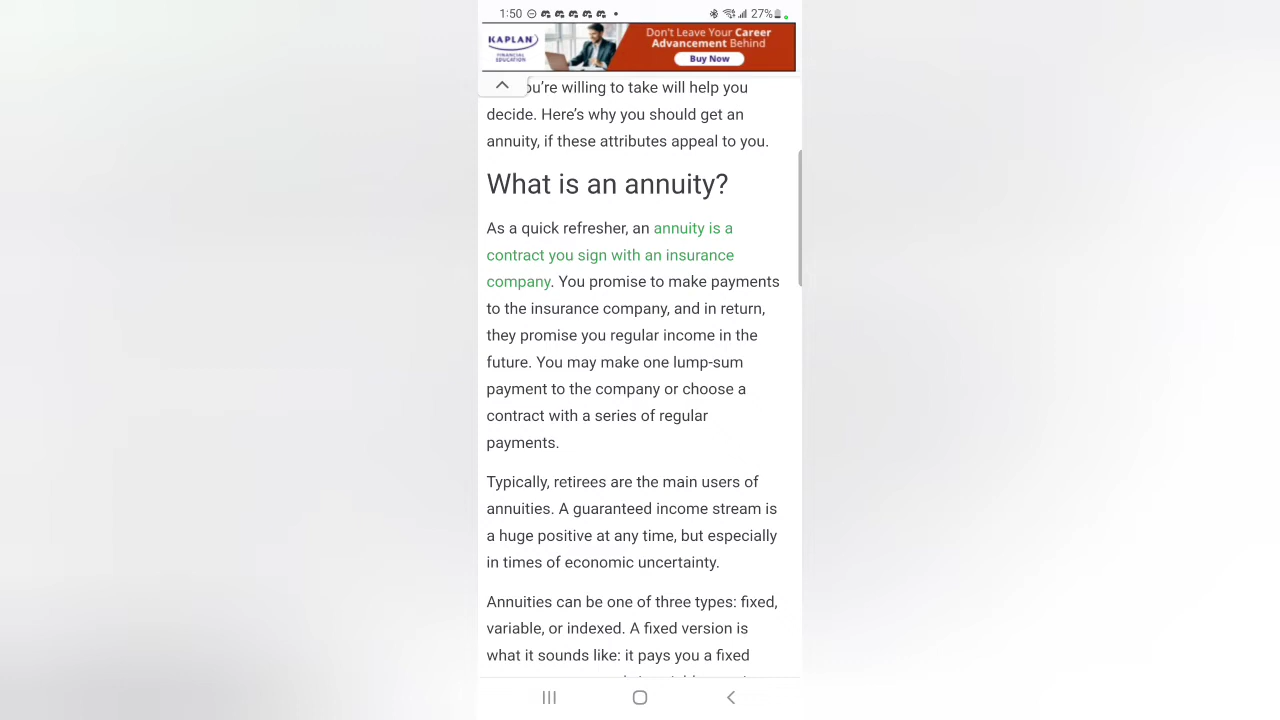 1:50
27%
KAPLAN
FINANCIAL
EDUCATION
Don't Leave Your Career
Advancement Behind
Buy Now
ou’re willing to take will help you
decide. Here’s why you should get an
annuity, if these attributes appeal to you.
What is an annuity?
As a quick refresher, an annuity is a
contract you sign with an insurance
company. You promise to make payments
to the insurance company, and in return,
they promise you regular income in the
future. You may make one lump-sum
payment to the company or choose a
contract with a series of regular
payments.
Typically, retirees are the main users of
annuities. A guaranteed income stream is
a huge positive at any time, but especially
in times of economic uncertainty.
Annuities can be one of three types: fixed,
variable, or indexed. A fixed version is
what it sounds like: it pays you a fixed